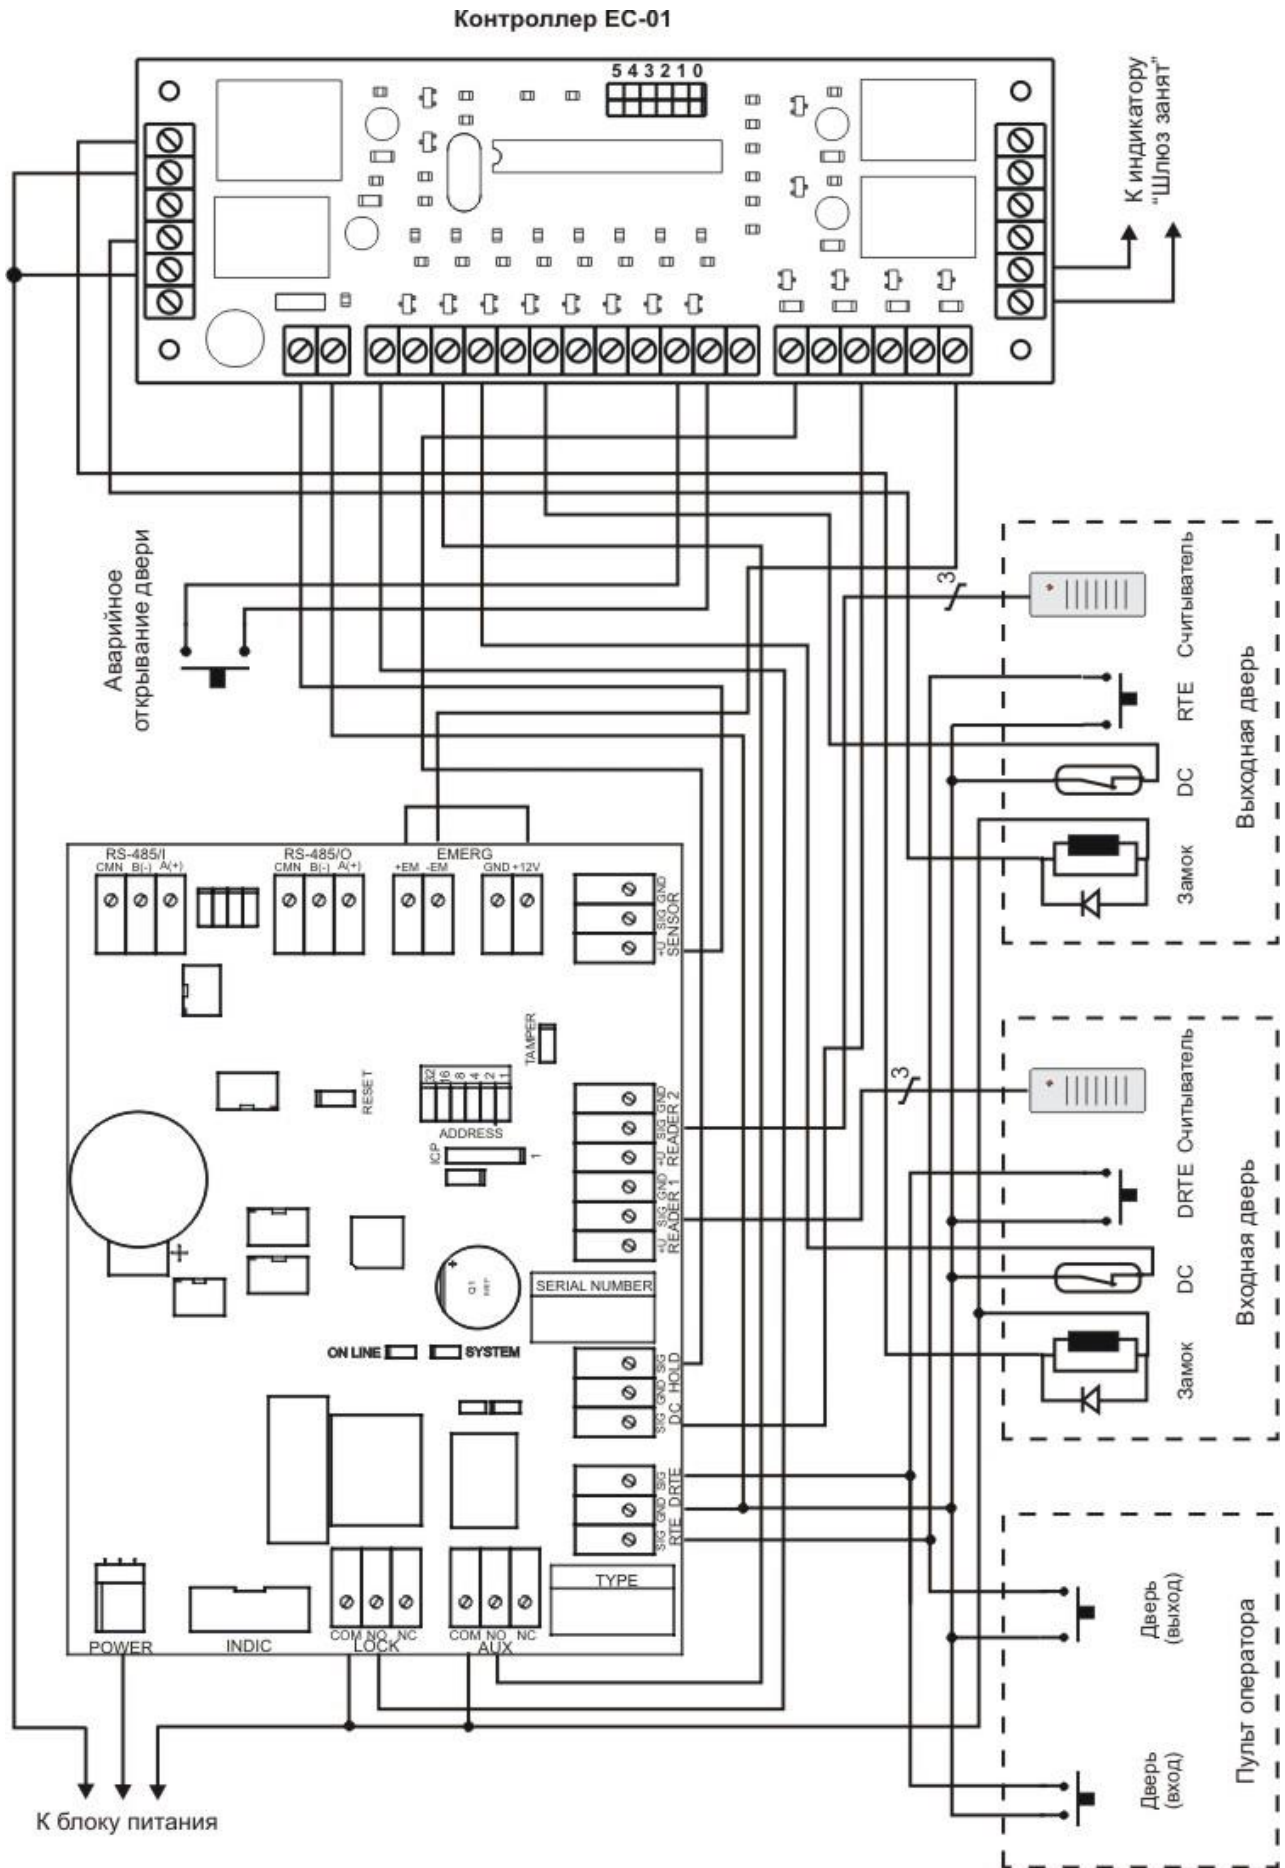 Контроллер EC-01
5 4 3 2 1 0
К индикатору
“Шлюз занят”
Аварийное
открывание двери
3
Считыватель
RTE
DC
Замок
Выходная дверь
RS-485/I
CMN B(-) A(+)
RS-485/O
CMN B(-) A(+)
EMERG
+EM -EM
GND +12V
+U SIG GND
SENSOR
TAMPER
RESET
32 16 8 4 2 1
ADDRESS
ICP
1
+U SIG GND
READER 2
+U SIG GND
READER 1
3
Считыватель
DRTE
DC
Замок
Входная дверь
Q1
SERIAL NUMBER
ON LINE
SYSTEM
SIG GND SIG
DC HOLD
SIG GND SIG
RTE DRTE
TYPE
POWER
INDIC
COM NO NC
LOCK
COM NO NC
AUX
Дверь
(выход)
Дверь
(вход)
Пульт оператора
К блоку питания